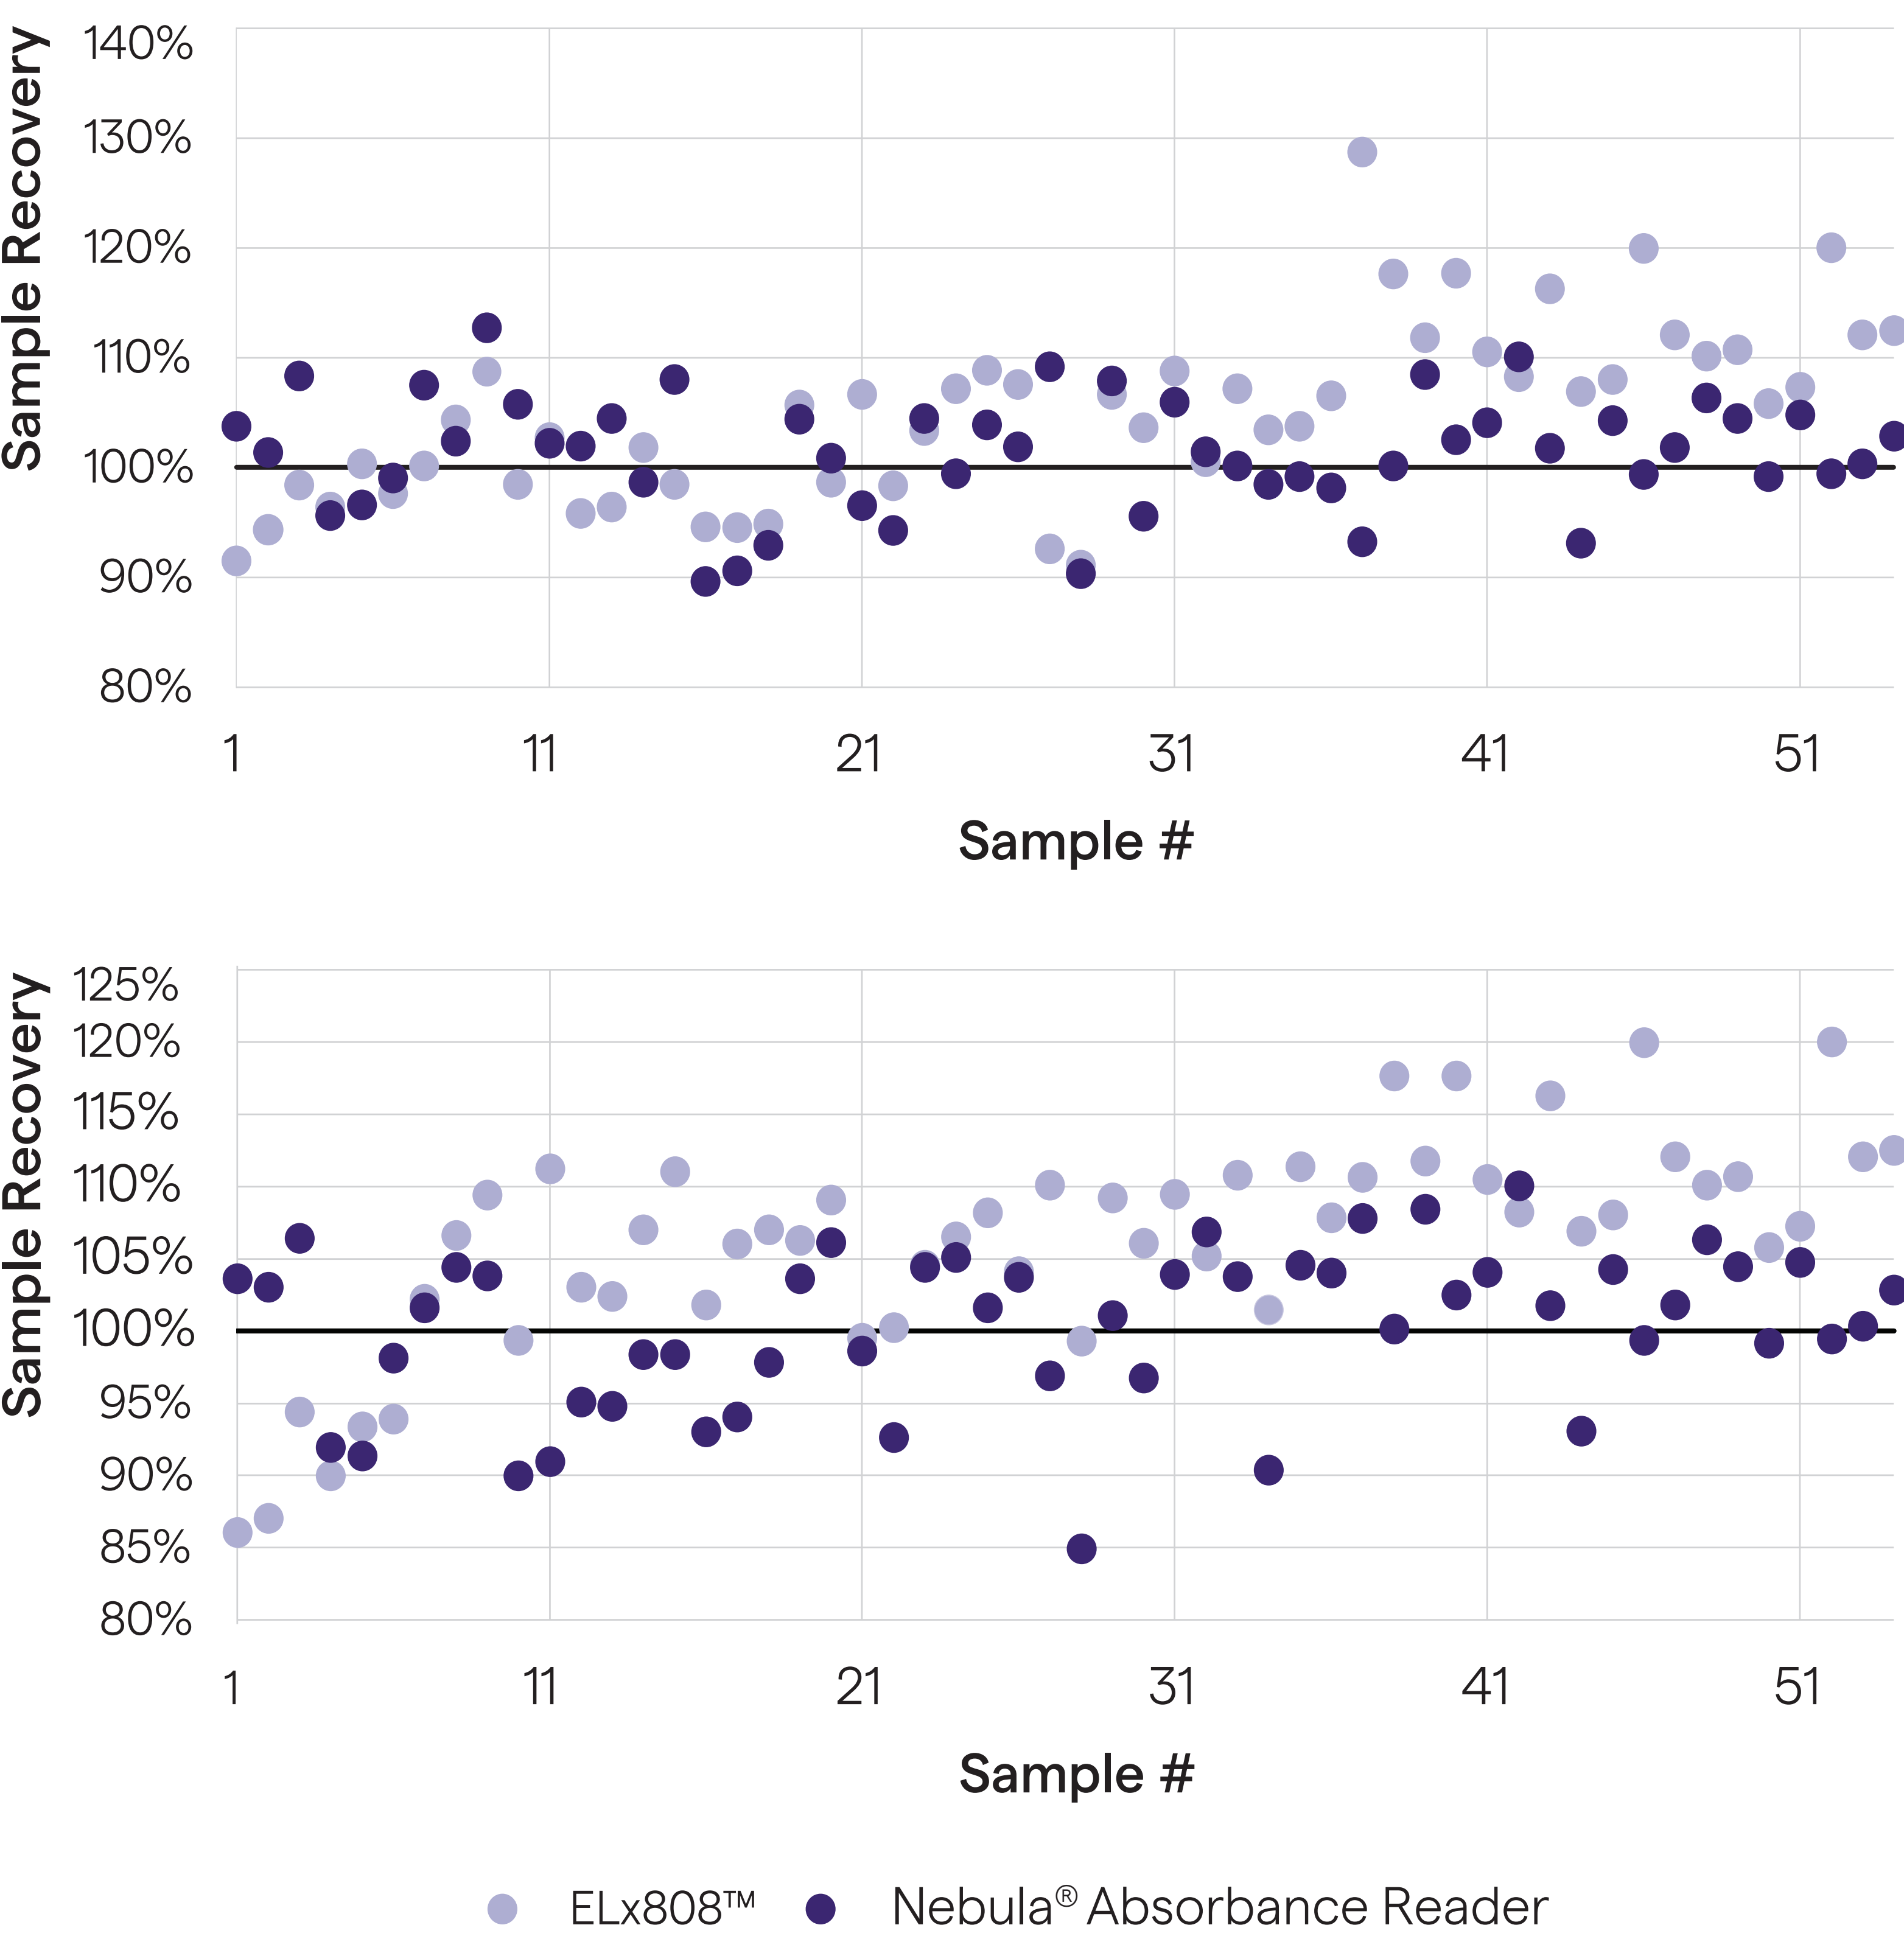 Sample Recovery
140%
130%
120%
110%
100%
90%
80%
1 11 21 31 41 51
Sample #
Sample Recovery
125%
120%
115%
110%
105%
100%
95%
90%
85%
80%
1 11 21 31 41 51
Sample #
ELx808™ Nebula® Absorbance Reader